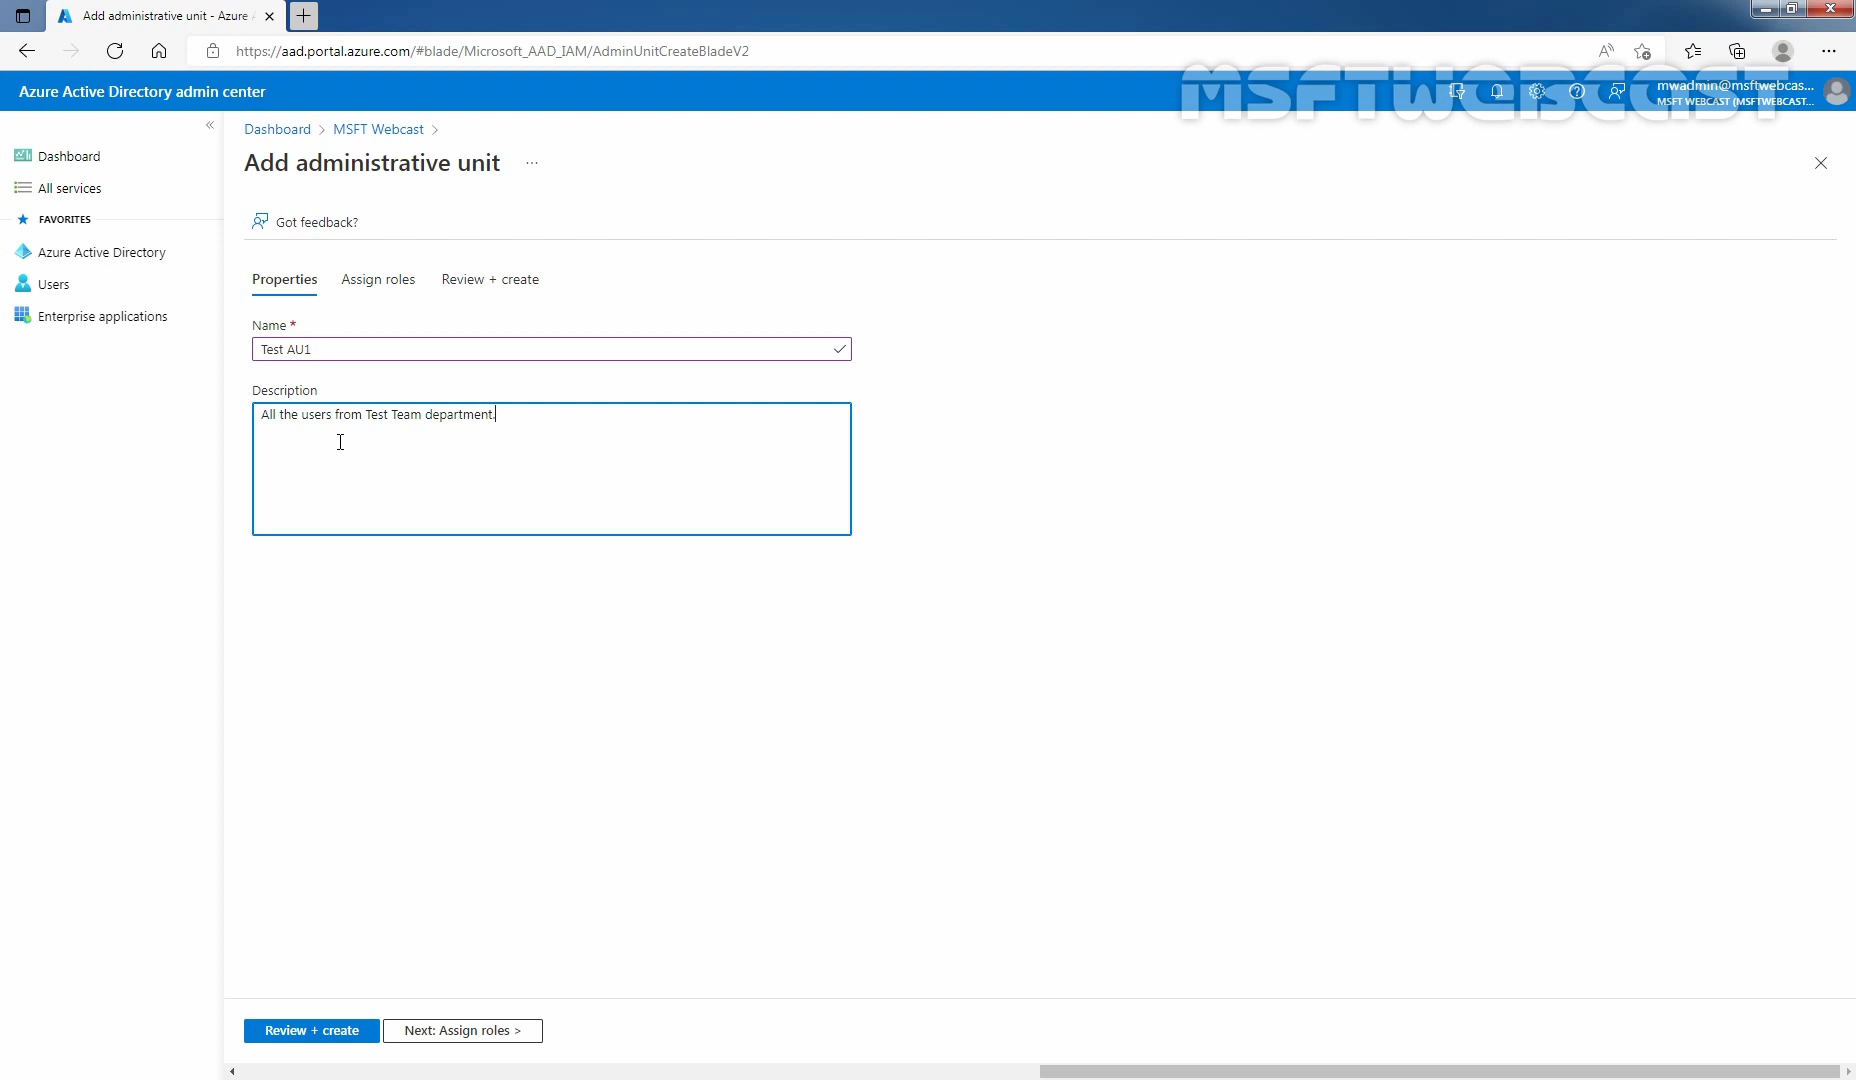 Add administrative unit - Azure A
https://aad.portal.azure.com/#blade/Microsoft_AAD_IAM/AdminUnitCreateBladeV2
MSFTWEBCAST
Azure Active Directory admin center
mwadmin@msftwebcas...
MSFT WEBCAST (MSFTWEBCAST....
Dashboard
All services
FAVORITES
Azure Active Directory
Users
Enterprise applications
Dashboard > MSFT Webcast >
Add administrative unit ...
Got feedback?
Properties Assign roles Review + create
Name *
Test AU1
Description
All the users from Test Team department.
Review + create Next: Assign roles >